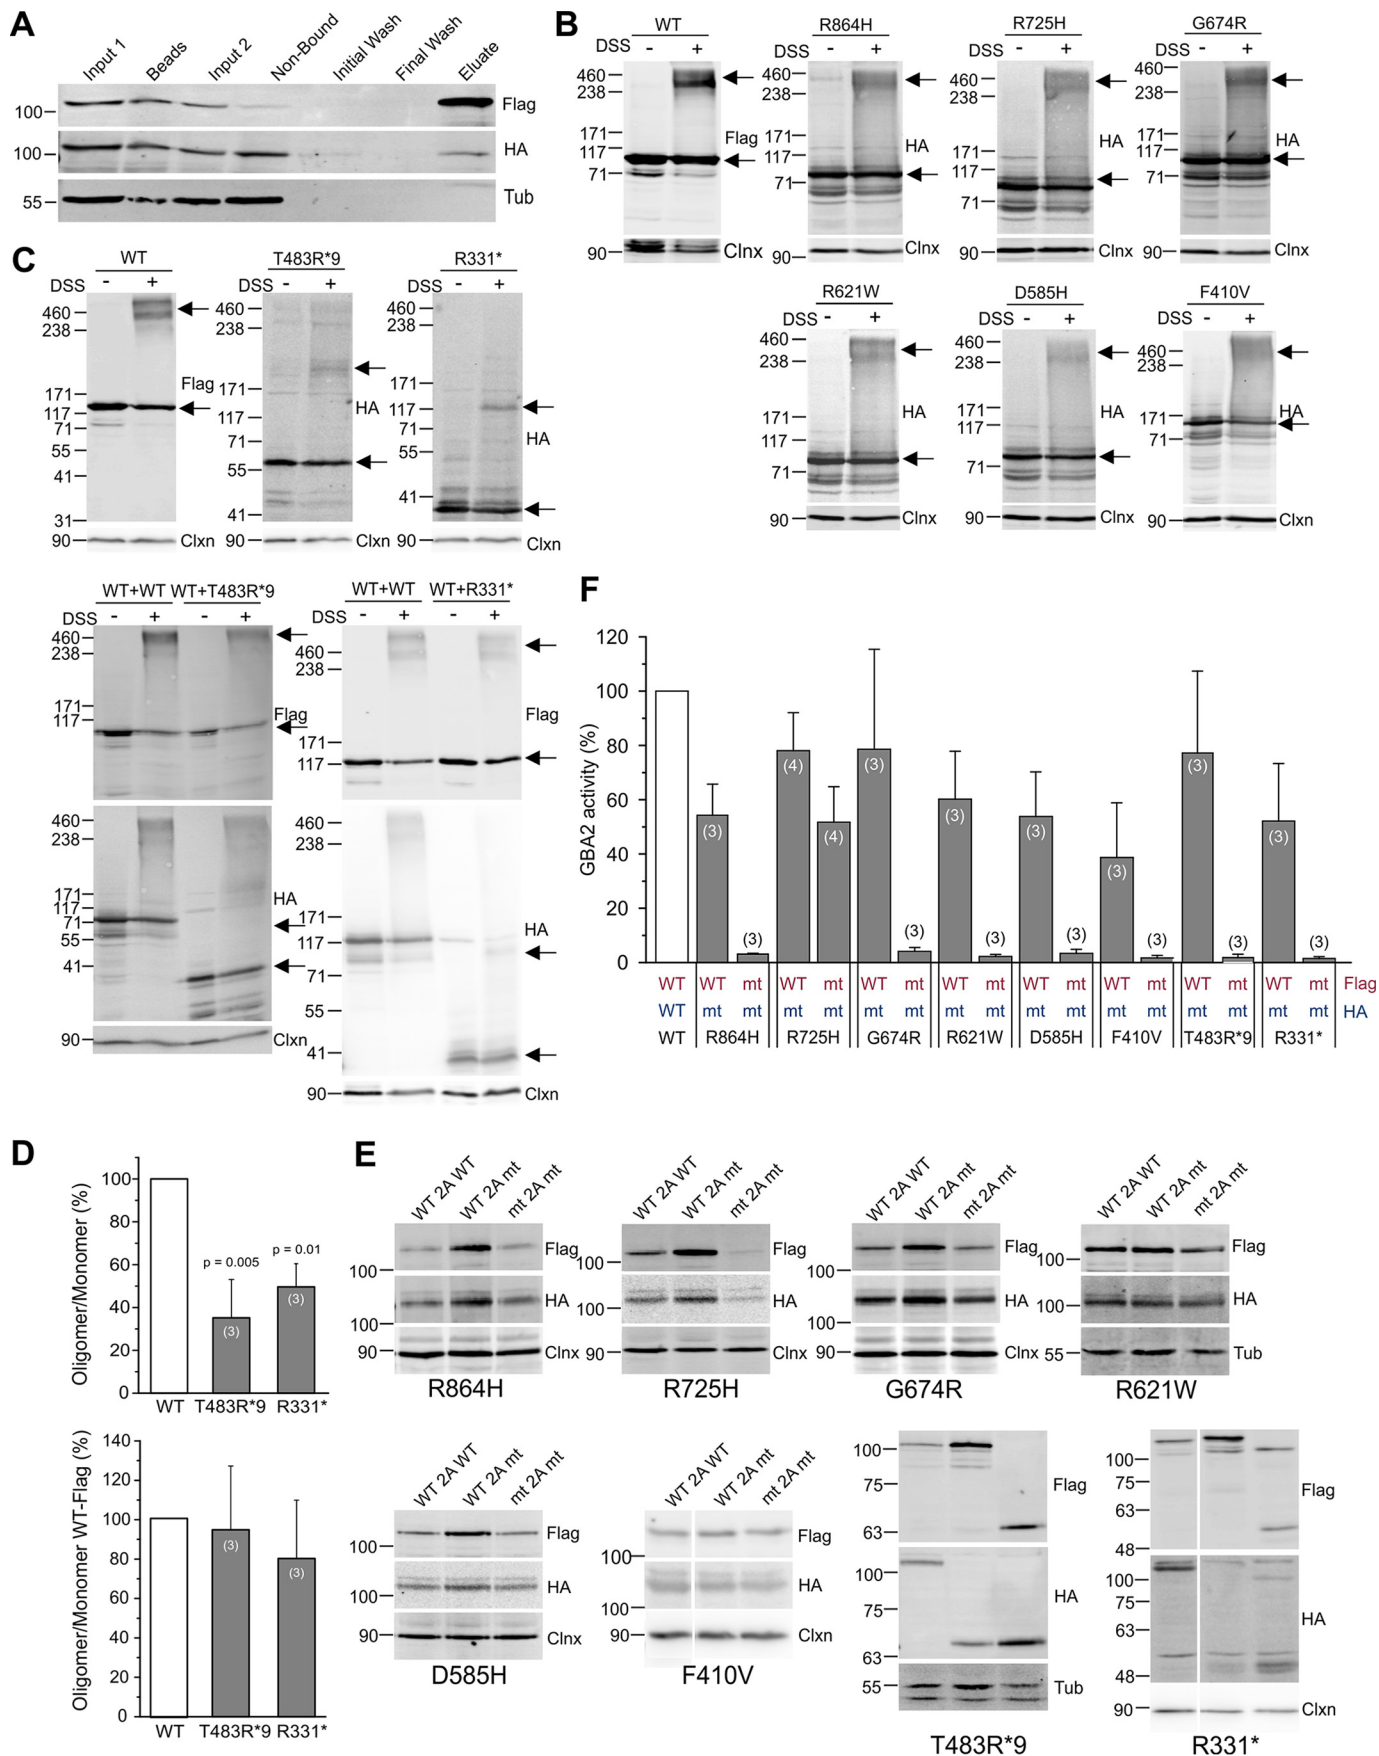 A
Input 1 Beads Input 2 Non-Bound Initial Wash Final Wash Eluate
100 Flag
100 HA
55 Tub
B
WT R864H R725H G674R
DSS - + DSS - + DSS - + DSS - +
460 238 171 117 71 Flag
90 Clnx
460 238 171 117 71 HA
90 Clnx
460 238 171 117 71 HA
90 Clnx
460 238 171 117 71 HA
90 Clnx
R621W D585H F410V
DSS - + DSS - + DSS - +
460 238 171 117 71 HA
90 Clnx
460 238 171 117 71 HA
90 Clnx
460 238 171 71 HA
90 Clxn
C
WT T483R*9 R331*
DSS - + DSS - + DSS - +
460 238 171 117 71 55 41 31 Flag
90 Clxn
460 238 171 117 71 55 41 HA
90 Clxn
460 238 171 117 71 55 41 HA
90 Clxn
WT+WT WT+T483R*9
DSS - + - +
460 238 171 117 Flag
460 238 171 117 71 55 41 HA
90 Clxn
WT+WT WT+R331*
DSS - + - +
460 238 171 117 Flag
460 238 171 117 71 55 41 HA
90 Clxn
F
GBA2 activity (%)
120
100
80
60
40
20
0
(3) (3) (4) (4) (3) (3) (3) (3) (3) (3) (3) (3) (3) (3) (3) (3)
WT WT mt WT mt WT mt WT mt WT mt WT mt WT mt WT mt Flag
WT mt mt mt mt mt mt mt mt mt mt mt mt mt mt mt mt HA
WT R864H R725H G674R R621W D585H F410V T483R*9 R331*
D
Oligomer/Monomer (%)
100
80
60
40
20
0
p = 0.005 p = 0.01
(3) (3)
WT T483R*9 R331*
Oligomer/Monomer WT-Flag (%)
140
120
100
80
60
40
20
0
(3) (3)
WT T483R*9 R331*
E
WT 2A WT WT 2A mt mt 2A mt
100 Flag
100 HA
90 Clnx
R864H
WT 2A WT WT 2A mt mt 2A mt
100 Flag
100 HA
90 Clnx
R725H
WT 2A WT WT 2A mt mt 2A mt
100 Flag
100 HA
90 Clnx
G674R
WT 2A WT WT 2A mt mt 2A mt
100 Flag
100 HA
55 Tub
R621W
WT 2A WT WT 2A mt mt 2A mt
100 Flag
100 HA
90 Clnx
D585H
WT 2A WT WT 2A mt mt 2A mt
100 Flag
100 HA
90 Clxn
F410V
100 75 63 Flag
100 75 63 HA
55 Tub
T483R*9
100 75 63 48 Flag
100 75 63 48 HA
90 Clxn
R331*